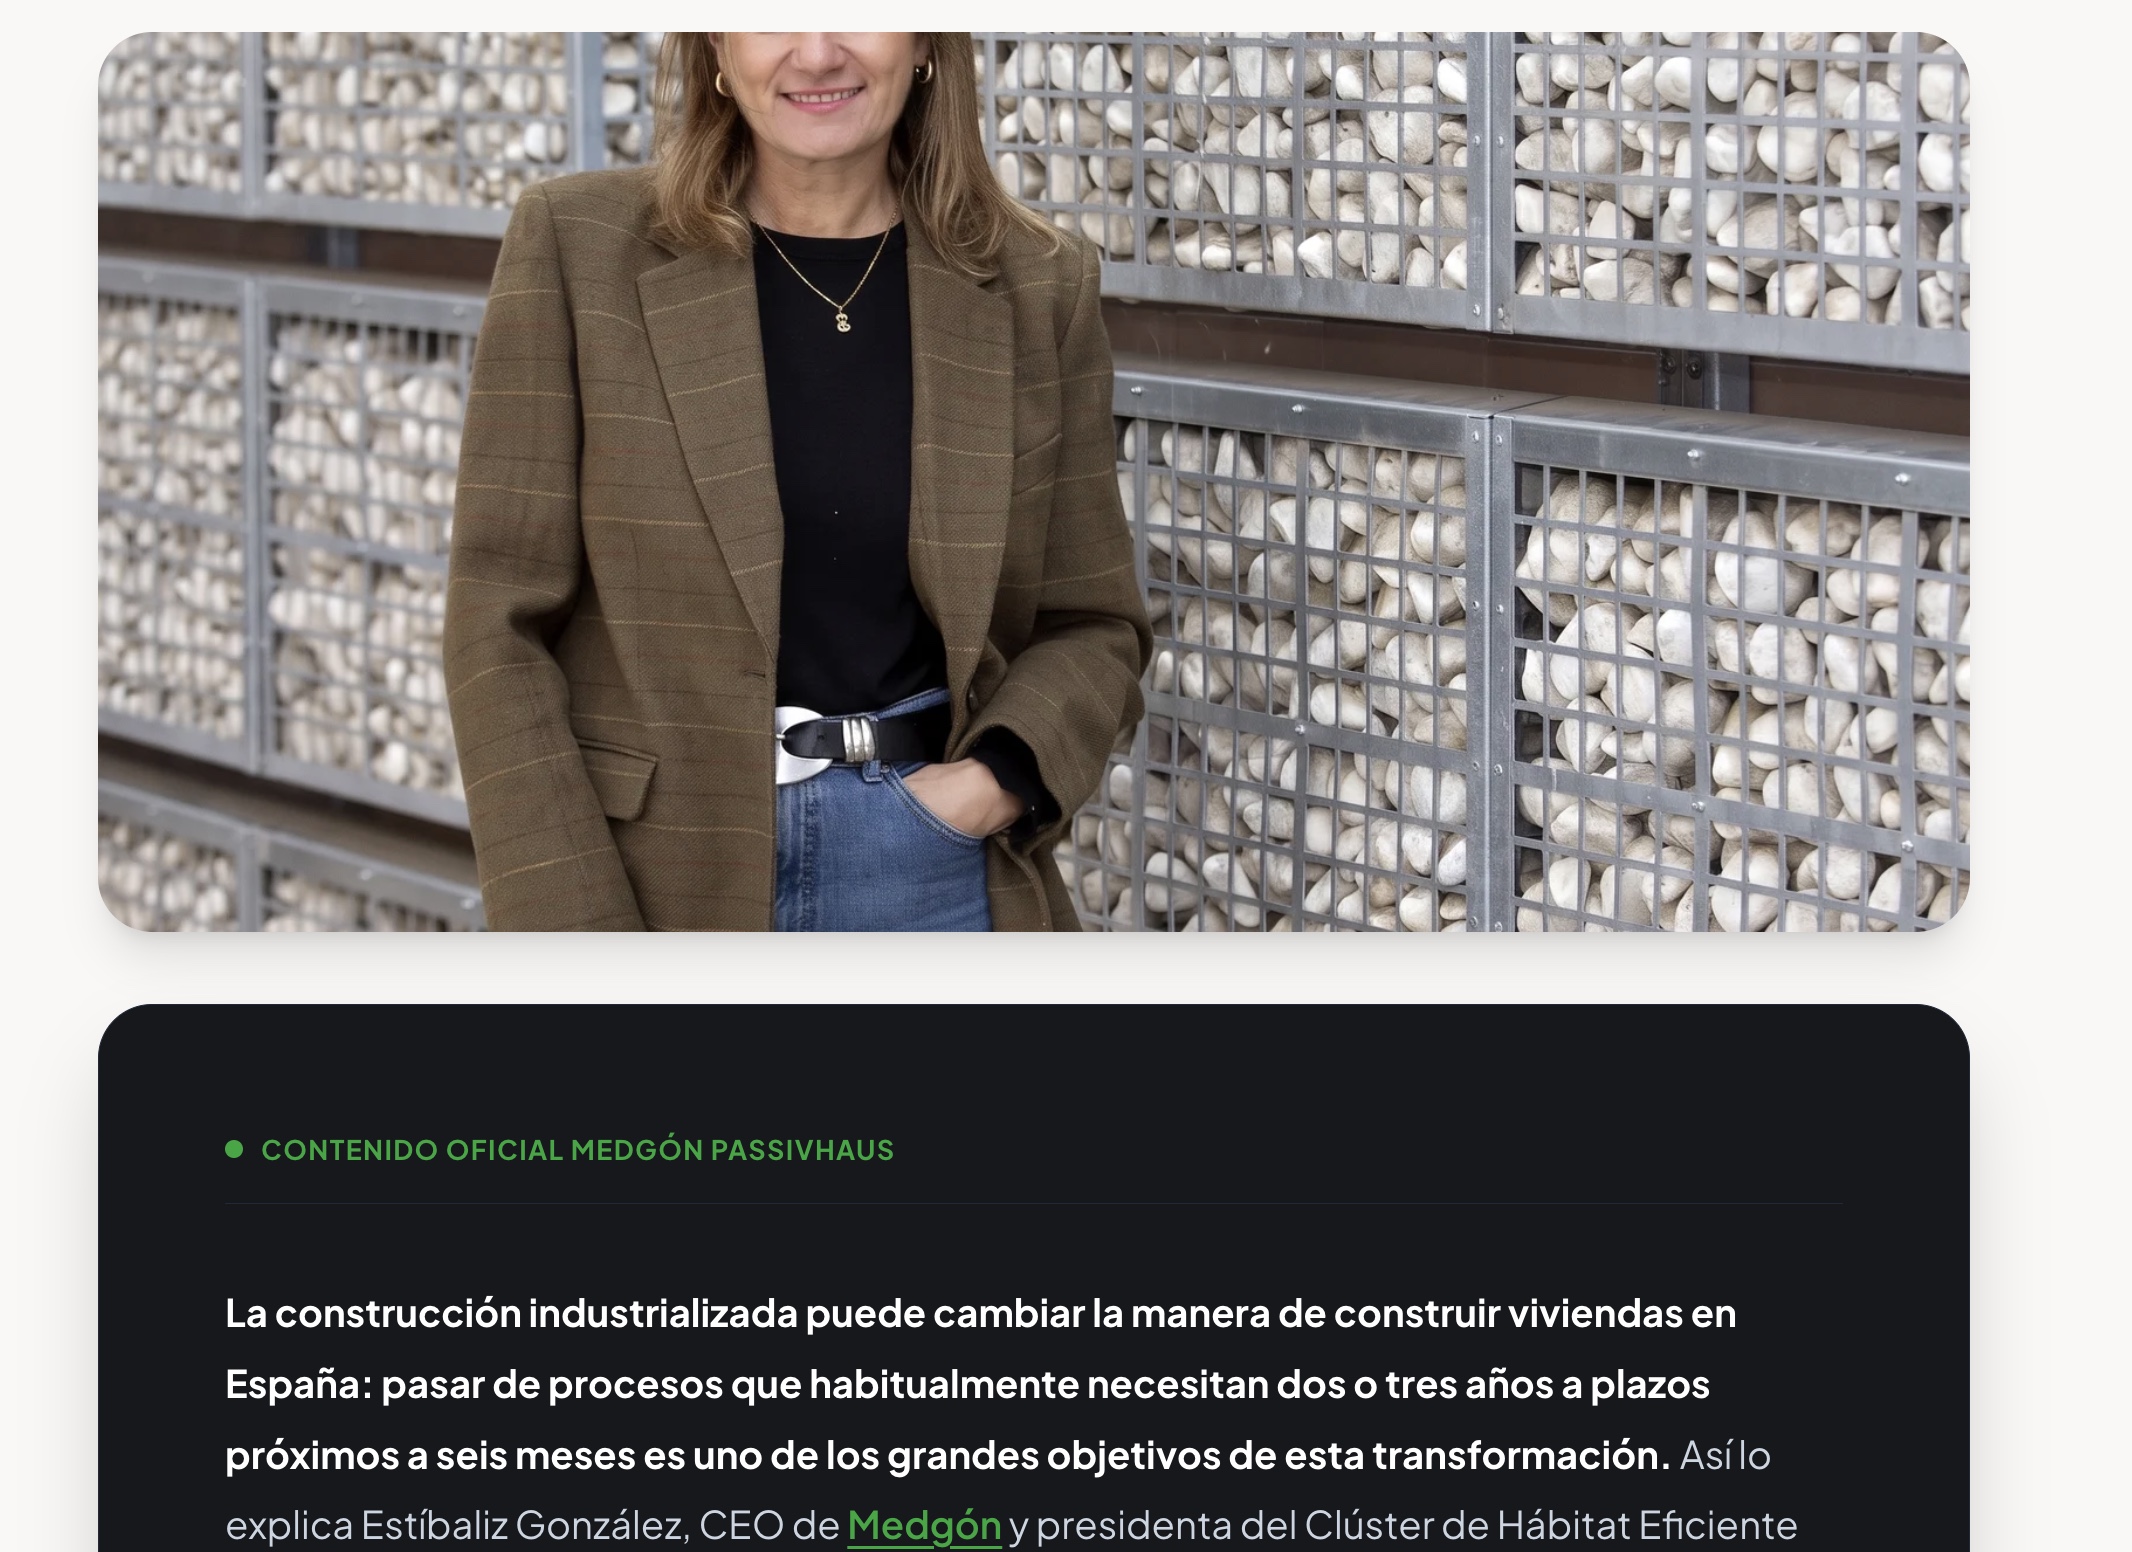 CONTENIDO OFICIAL MEDGÓN PASSIVHAUS
La construcción industrializada puede cambiar la manera de construir viviendas en
España: pasar de procesos que habitualmente necesitan dos o tres años a plazos
próximos a seis meses es uno de los grandes objetivos de esta transformación. Así lo
explica Estíbaliz González, CEO de Medgón y presidenta del Clúster de Hábitat Eficiente